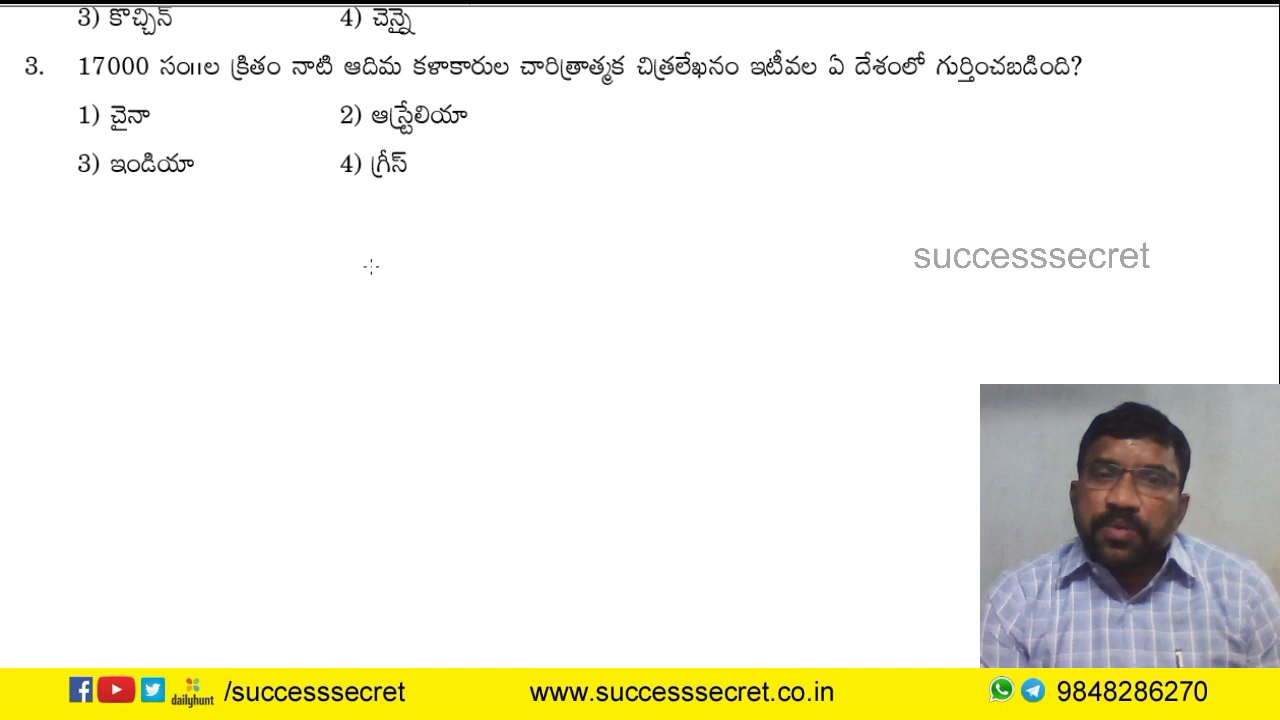 3) కొచ్చిన్ 4) చెన్నై
3. 17000 సం॥ల క్రితం నాటి ఆదిమ కళాకారుల చారిత్రాత్మక చిత్రలేఖనం ఇటీవల ఏ దేశంలో గుర్తించబడింది?
1) చైనా 2) ఆస్ట్రేలియా
3) ఇండియా 4) గ్రీస్
successsecret
dailyhunt /successsecret www.successsecret.co.in 9848286270